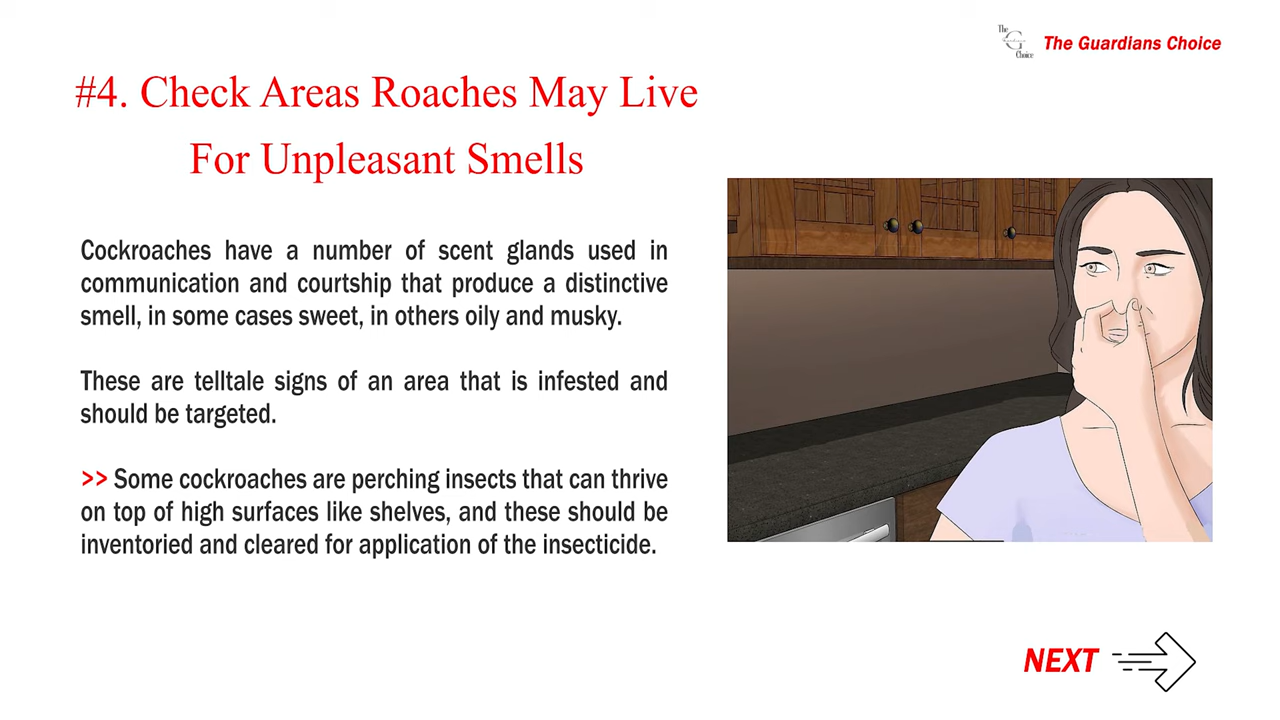 The
G
Guardians
Choice
The Guardians Choice
#4. Check Areas Roaches May Live
For Unpleasant Smells
Cockroaches have a number of scent glands used in
communication and courtship that produce a distinctive
smell, in some cases sweet, in others oily and musky.
These are telltale signs of an area that is infested and
should be targeted.
>> Some cockroaches are perching insects that can thrive
on top of high surfaces like shelves, and these should be
inventoried and cleared for application of the insecticide.
NEXT